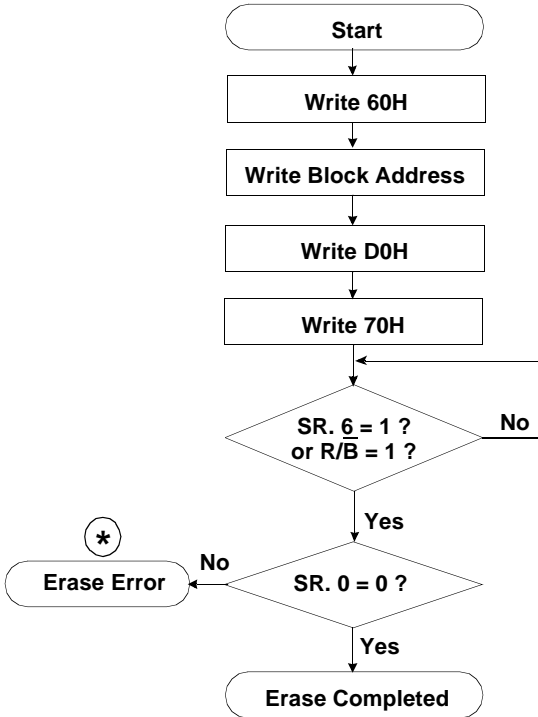 Start
Write 60H
Write Block Address
Write D0H
Write 70H
SR. 6 = 1 ?
or R/B̅ = 1 ?
No
Yes
*
No
Erase Error
SR. 0 = 0 ?
Yes
Erase Completed